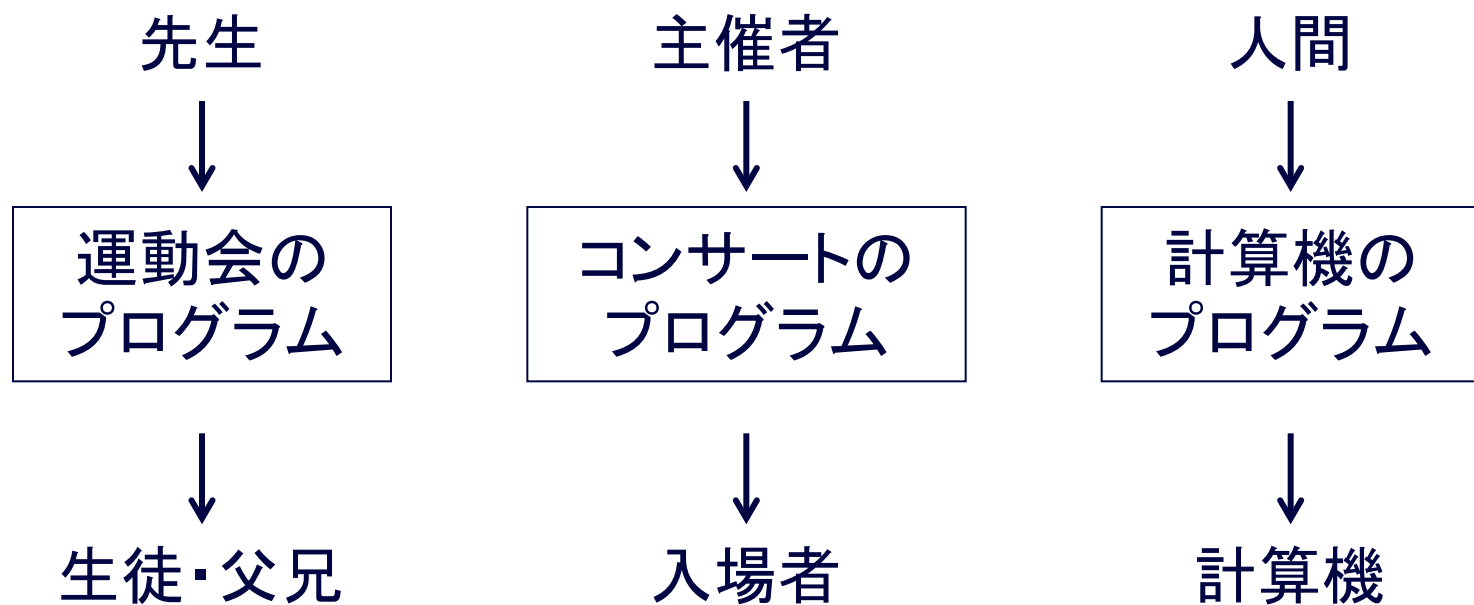 先生
運動会の
プログラム
生徒・父兄
主催者
コンサートの
プログラム
入場者
人間
計算機の
プログラム
計算機